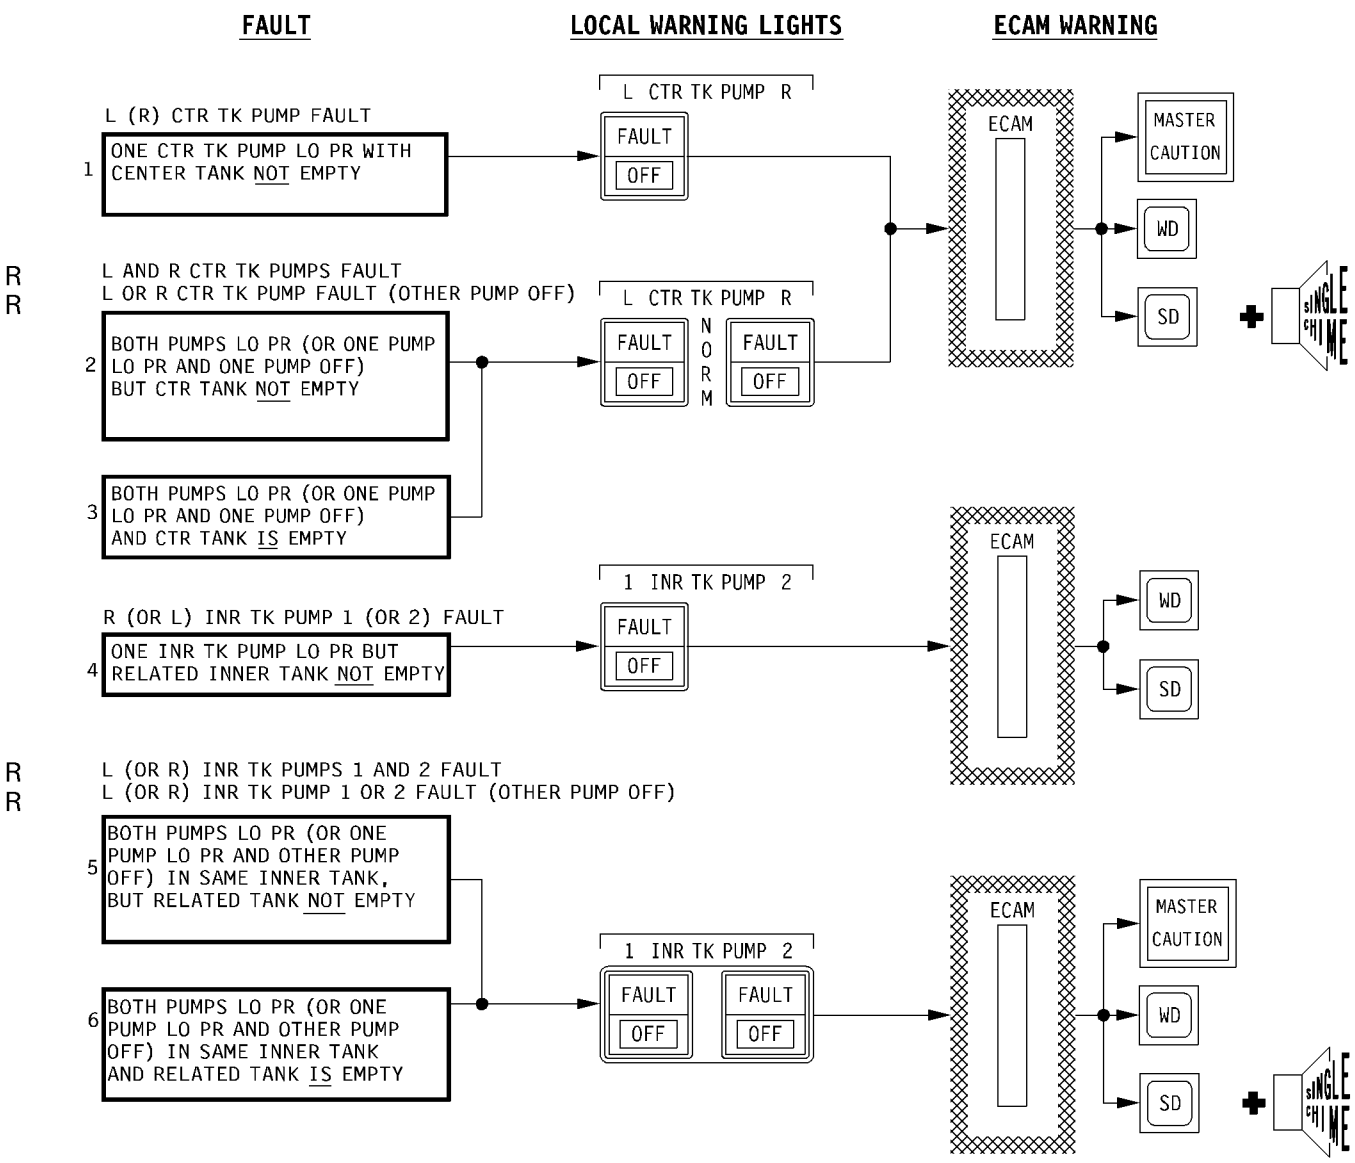 FAULT
LOCAL WARNING LIGHTS
ECAM WARNING
L (R) CTR TK PUMP FAULT
1
ONE CTR TK PUMP LO PR WITH
CENTER TANK NOT EMPTY
L CTR TK PUMP R
FAULT
OFF
ECAM
MASTER
CAUTION
WD
SD
SINGLE
CHIME
R
R
L AND R CTR TK PUMPS FAULT
L OR R CTR TK PUMP FAULT (OTHER PUMP OFF)
2
BOTH PUMPS LO PR (OR ONE PUMP
LO PR AND ONE PUMP OFF)
BUT CTR TANK NOT EMPTY
L CTR TK PUMP R
FAULT
OFF
NORM
FAULT
OFF
3
BOTH PUMPS LO PR (OR ONE PUMP
LO PR AND ONE PUMP OFF)
AND CTR TANK IS EMPTY
R (OR L) INR TK PUMP 1 (OR 2) FAULT
4
ONE INR TK PUMP LO PR BUT
RELATED INNER TANK NOT EMPTY
1 INR TK PUMP 2
FAULT
OFF
ECAM
WD
SD
R
R
L (OR R) INR TK PUMPS 1 AND 2 FAULT
L (OR R) INR TK PUMP 1 OR 2 FAULT (OTHER PUMP OFF)
5
BOTH PUMPS LO PR (OR ONE
PUMP LO PR AND OTHER PUMP
OFF) IN SAME INNER TANK,
BUT RELATED TANK NOT EMPTY
6
BOTH PUMPS LO PR (OR ONE
PUMP LO PR AND OTHER PUMP
OFF) IN SAME INNER TANK
AND RELATED TANK IS EMPTY
1 INR TK PUMP 2
FAULT
OFF
FAULT
OFF
ECAM
MASTER
CAUTION
WD
SD
SINGLE
CHIME